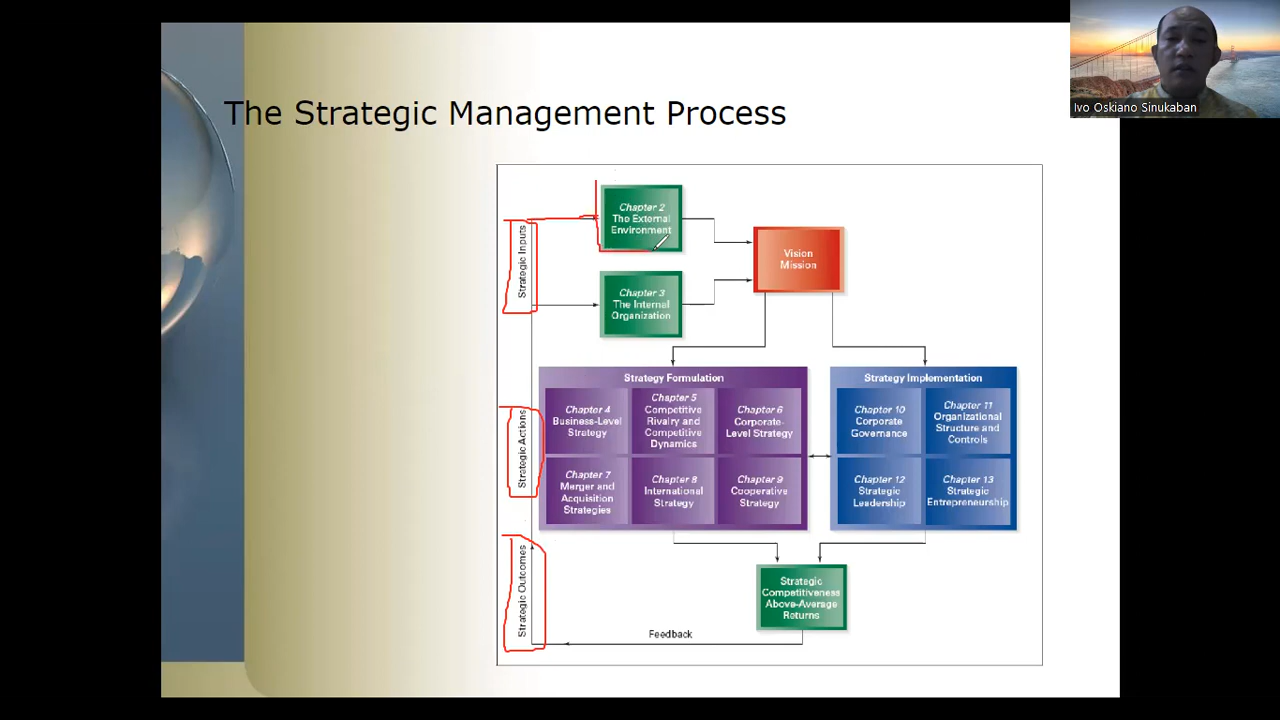 Ivo Oskiano Sinukaban
The Strategic Management Process
Strategic Inputs
Chapter 2
The External
Environment
Chapter 3
The Internal
Organization
Vision
Mission
Strategic Actions
Strategy Formulation
Chapter 4
Business-Level
Strategy
Chapter 5
Competitive
Rivalry and
Competitive
Dynamics
Chapter 6
Corporate-
Level Strategy
Chapter 7
Merger and
Acquisition
Strategies
Chapter 8
International
Strategy
Chapter 9
Cooperative
Strategy
Strategy Implementation
Chapter 10
Corporate
Governance
Chapter 11
Organizational
Structure and
Controls
Chapter 12
Strategic
Leadership
Chapter 13
Strategic
Entrepreneurship
Strategic Outcomes
Strategic
Competitiveness
Above-Average
Returns
Feedback